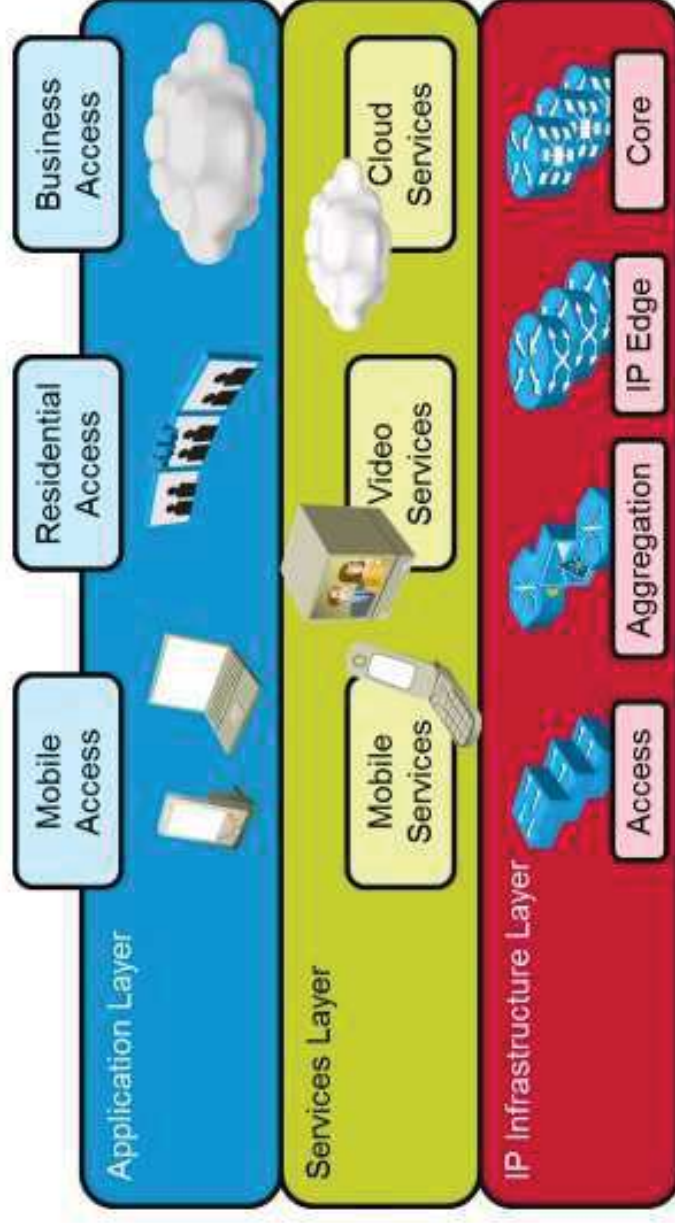 Mobile
Access
Residential
Access
Business
Access
Application Layer
Services Layer
Mobile
Services
Video
Services
Cloud
Services
IP Infrastructure Layer
Access
Aggregation
IP Edge
Core